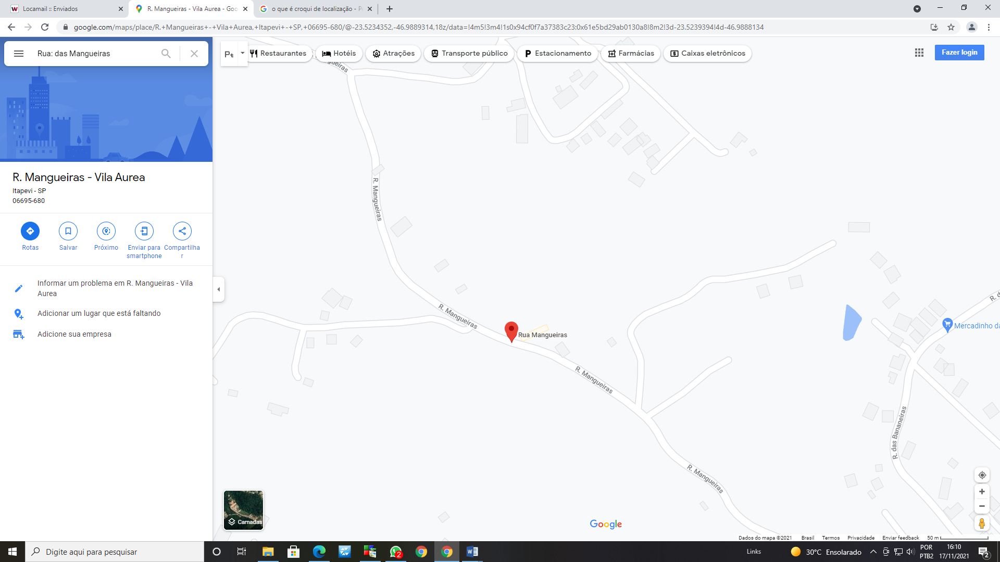 Locamail :: Enviados
R. Mangueiras - Vila Aurea - Goo
o que é croqui de localização - P
google.com/maps/place/R.+Mangueiras+-+Vila+Aurea,+Itapevi+-+SP,+06695-680/@-23.5234352,-46.9889314,18z/data=!4m5!3m4!1s0x94cf0f7a37383c23:0x61e5bd29ab0130a8!8m2!3d-23.5239394!4d-46.9888134
Rua: das Mangueiras
Pt
Restaurantes
Hotéis
Atrações
Transporte público
Estacionamento
Farmácias
Caixas eletrônicos
Fazer login
R. Mangueiras - Vila Aurea
Itapevi - SP
06695-680
Rotas
Salvar
Próximo
Enviar para
smartphone
Compartilha
r
Informar um problema em R. Mangueiras - Vila
Aurea
Adicionar um lugar que está faltando
Adicione sua empresa
R. Mangueiras
R. Mangueiras
Rua Mangueiras
R. Mangueiras
R. Mangueiras
R. das Bananeiras
R. d
Mercadinho da
Camadas
Google
Dados do mapa ©2021
Brasil
Termos
Privacidade
Enviar feedback
50 m
Digite aqui para pesquisar
2
Links
30°C Ensolarado
POR
PTB2
16:10
17/11/2021
2